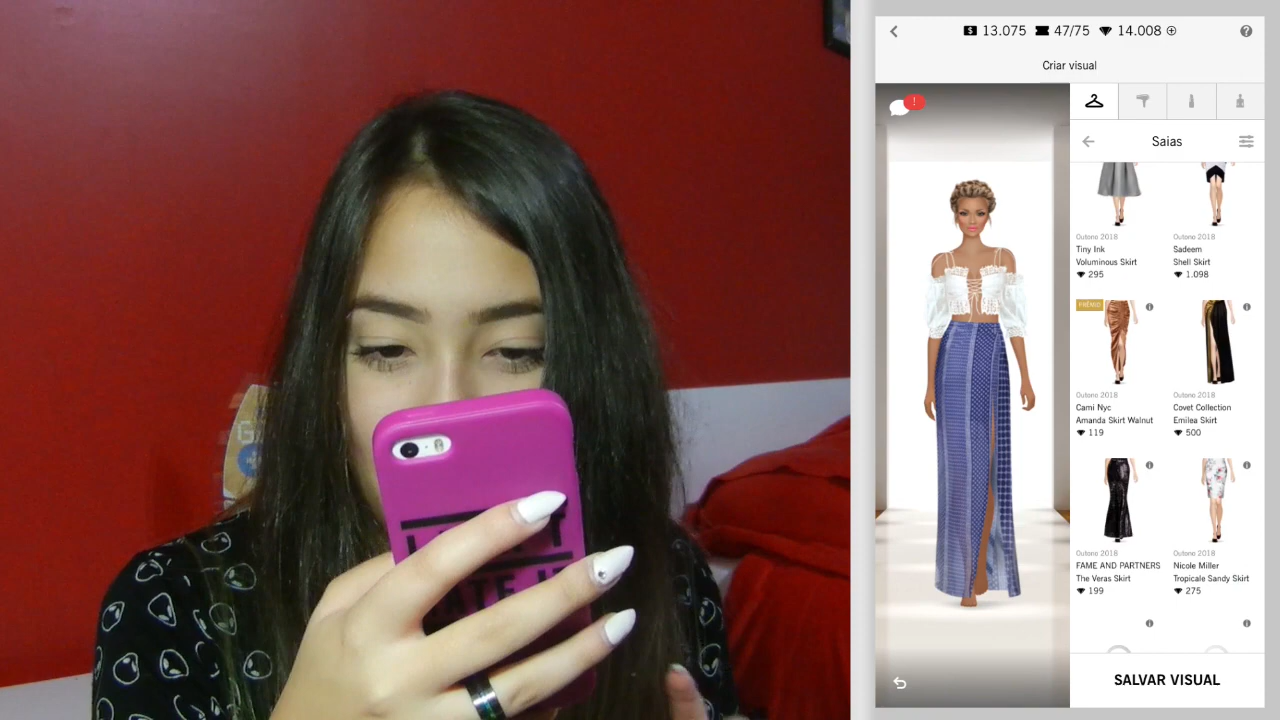 13.075 47/75 14.008
Criar visual
Saias
Outono 2018
Tiny Ink
Voluminous Skirt
295
Outono 2018
Sadeem
Shell Skirt
1.098
PRÊMIO
Outono 2018
Cami Nyc
Amanda Skirt Walnut
119
Outono 2018
Covet Collection
Emilea Skirt
500
Outono 2018
FAME AND PARTNERS
The Veras Skirt
199
Outono 2018
Nicole Miller
Tropicale Sandy Skirt
275
SALVAR VISUAL